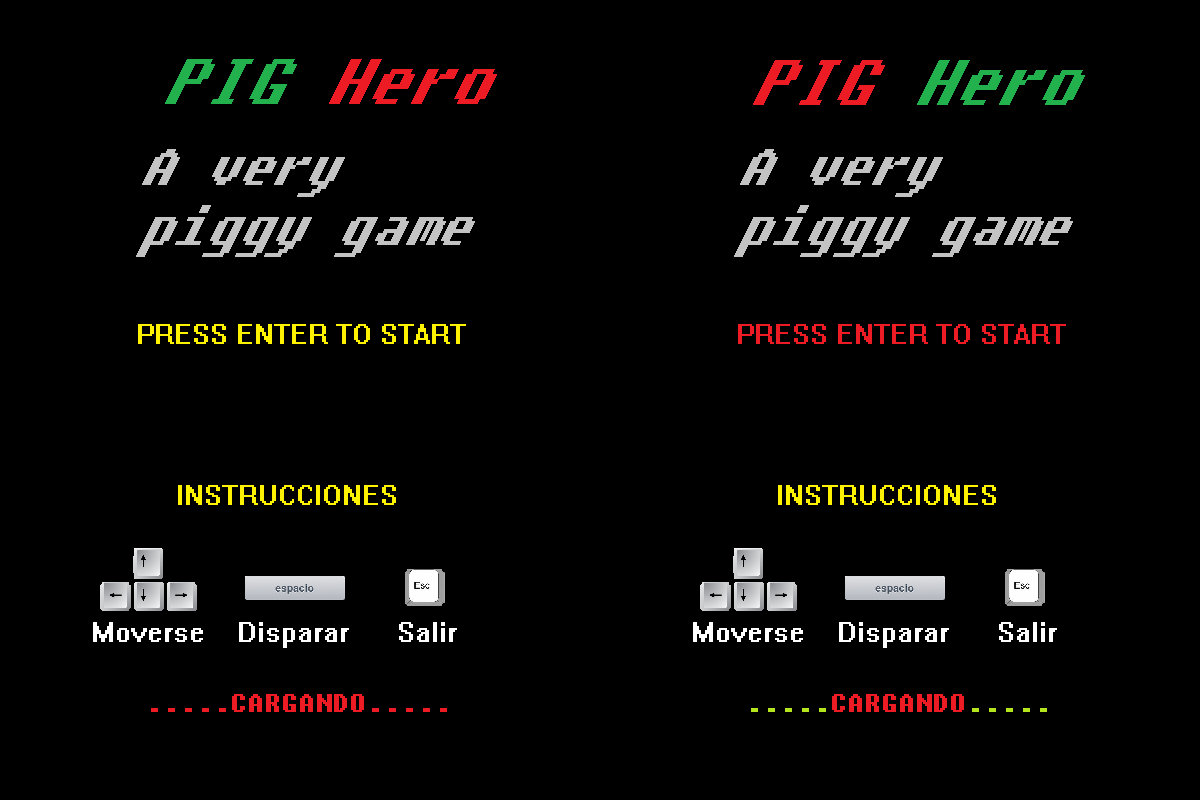 PIG Hero
A very
piggy game
PRESS ENTER TO START
INSTRUCCIONES
↑
← ↓ →
espacio
Esc
Moverse Disparar Salir
.....CARGANDO.....
PIG Hero
A very
piggy game
PRESS ENTER TO START
INSTRUCCIONES
↑
← ↓ →
espacio
Esc
Moverse Disparar Salir
.....CARGANDO.....